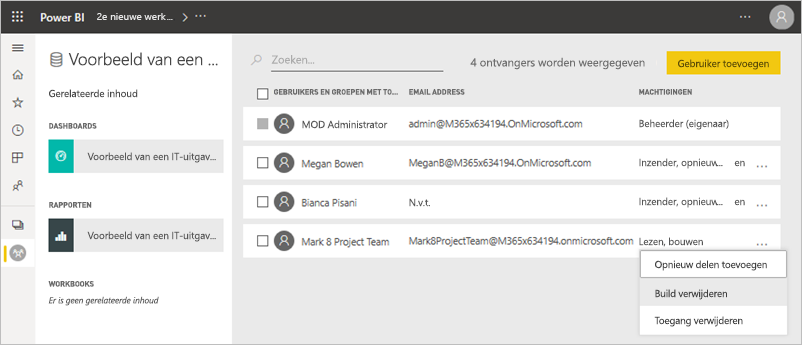 Power BI 2e nieuwe werk... ...
Voorbeeld van een ...
Gerelateerde inhoud
DASHBOARDS
Voorbeeld van een IT-uitgav...
RAPPORTEN
Voorbeeld van een IT-uitgav...
WORKBOOKS
Er is geen gerelateerde inhoud
Zoeken... 4 ontvangers worden weergegeven Gebruiker toevoegen
GEBRUIKERS EN GROEPEN MET TO... EMAIL ADDRESS MACHTIGINGEN
MOD Administrator admin@M365x634194.OnMicrosoft.com Beheerder (eigenaar)
Megan Bowen MeganB@M365x634194.OnMicrosoft.com Inzender, opnieuw... en ...
Bianca Pisani N.v.t. Inzender, opnieuw... en ...
Mark 8 Project Team Mark8ProjectTeam@M365x634194.onmicrosoft.com Lezen, bouwen ...
Opnieuw delen toevoegen
Build verwijderen
Toegang verwijderen